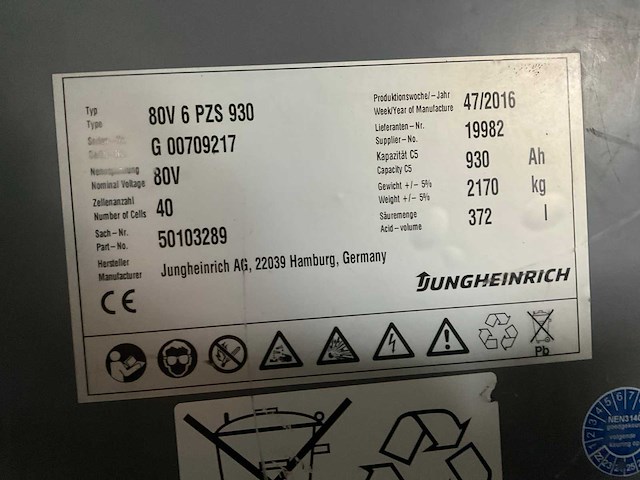 Typ
Type
80V 6 PZS 930
G 00709217
Nominal Voltage
80V
Zellenanzahl
Number of Cells
40
Sach-Nr.
Part-No.
50103289
Hersteller
Manufacturer
Jungheinrich AG, 22039 Hamburg, Germany
Produktionswoche/-Jahr
Week/Year of Manufacture
47/2016
Lieferanten-Nr.
Supplier-No.
19982
Kapazität C5
Capacity C5
930 Ah
Gewicht +/- 5%
Weight +/- 5%
2170 kg
Säuremenge
Acid-volume
372 l
CE
JUNGHEINRICH
Pb
NEN3140